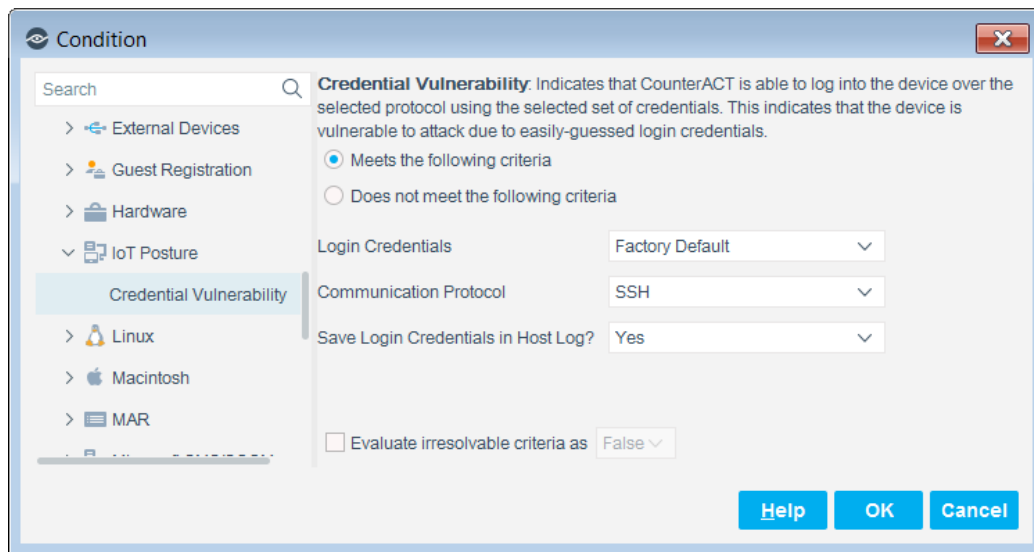 Condition
Search
External Devices
Guest Registration
Hardware
IoT Posture
Credential Vulnerability
Linux
Macintosh
MAR
Credential Vulnerability: Indicates that CounterACT is able to log into the device over the
selected protocol using the selected set of credentials. This indicates that the device is
vulnerable to attack due to easily-guessed login credentials.
Meets the following criteria
Does not meet the following criteria
Login Credentials
Factory Default
Communication Protocol
SSH
Save Login Credentials in Host Log?
Yes
Evaluate irresolvable criteria as
False
Help
OK
Cancel